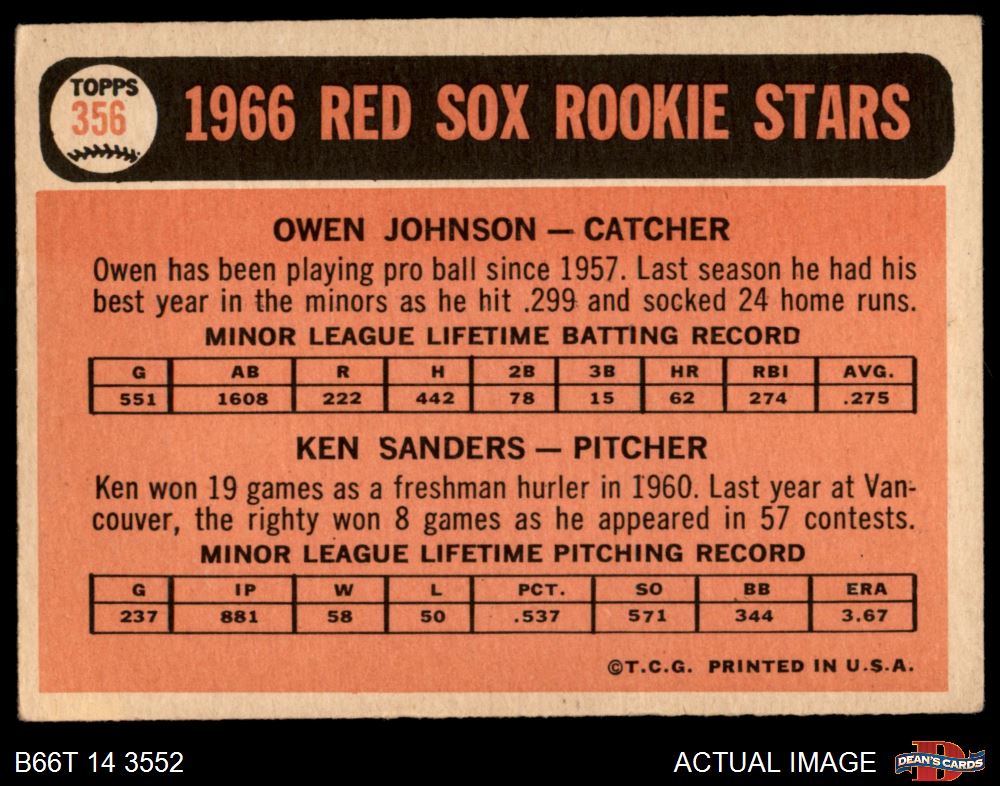 TOPPS
356
1966 RED SOX ROOKIE STARS
OWEN JOHNSON — CATCHER
Owen has been playing pro ball since 1957. Last season he had his
best year in the minors as he hit .299 and socked 24 home runs.
MINOR LEAGUE LIFETIME BATTING RECORD
G AB R H 2B 3B HR RBI AVG.
551 1608 222 442 78 15 62 274 .275
KEN SANDERS — PITCHER
Ken won 19 games as a freshman hurler in 1960. Last year at Van-
couver, the righty won 8 games as he appeared in 57 contests.
MINOR LEAGUE LIFETIME PITCHING RECORD
G IP W L PCT. SO BB ERA
237 881 58 50 .537 571 344 3.67
©T.C.G. PRINTED IN U.S.A.
B66T 14 3552
ACTUAL IMAGE
D
DEAN'S CARDS